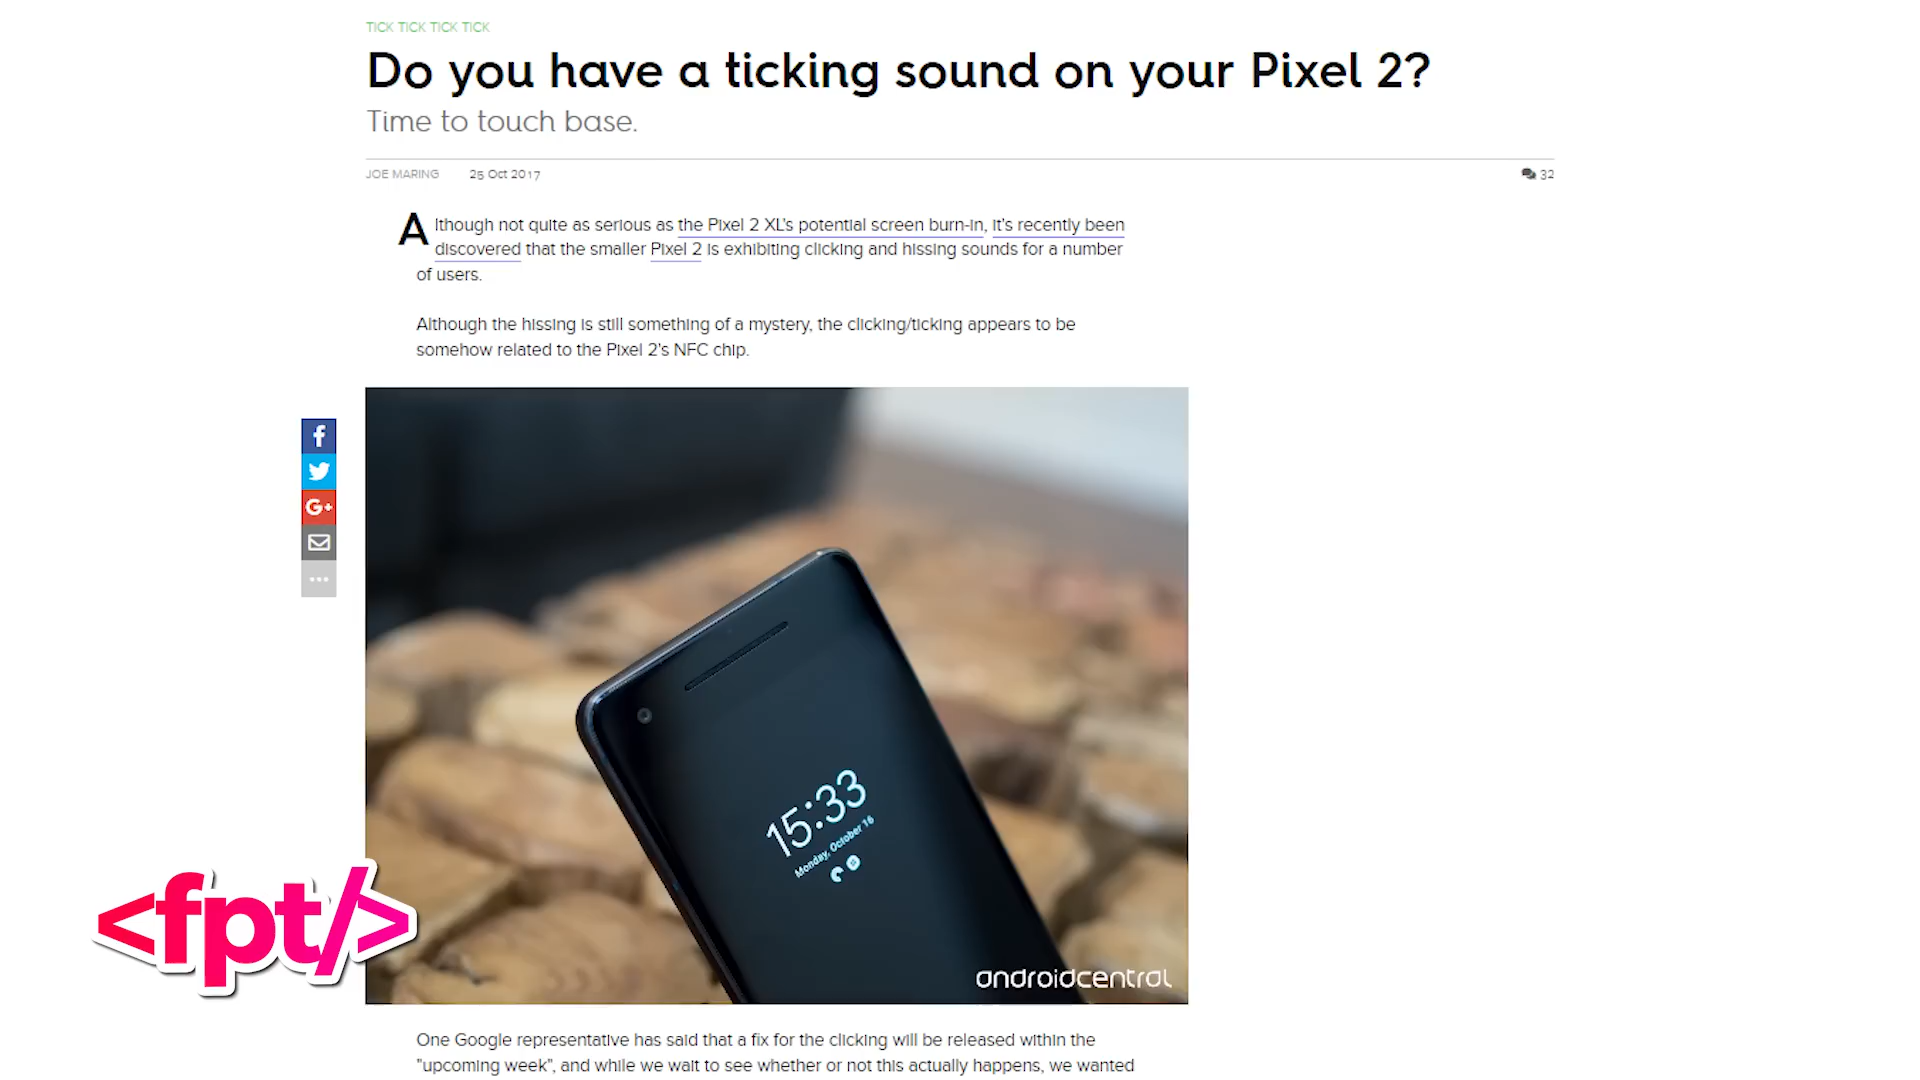 TICK TICK TICK TICK
Do you have a ticking sound on your Pixel 2?
Time to touch base.
JOE MARING 25 Oct 2017 32
Although not quite as serious as the Pixel 2 XL's potential screen burn-in, it's recently been
discovered that the smaller Pixel 2 is exhibiting clicking and hissing sounds for a number
of users.
Although the hissing is still something of a mystery, the clicking/ticking appears to be
somehow related to the Pixel 2's NFC chip.
f
G+
15:33
Monday, October 16
<fpt/>
androidcentral
One Google representative has said that a fix for the clicking will be released within the
"upcoming week", and while we wait to see whether or not this actually happens, we wanted